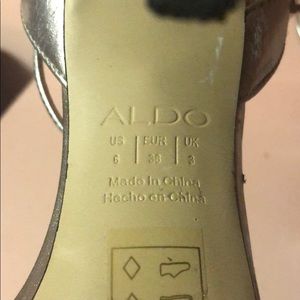 ALDO
US | EUR | UK
6 | 36 | 3
Made in China
Hecho en China